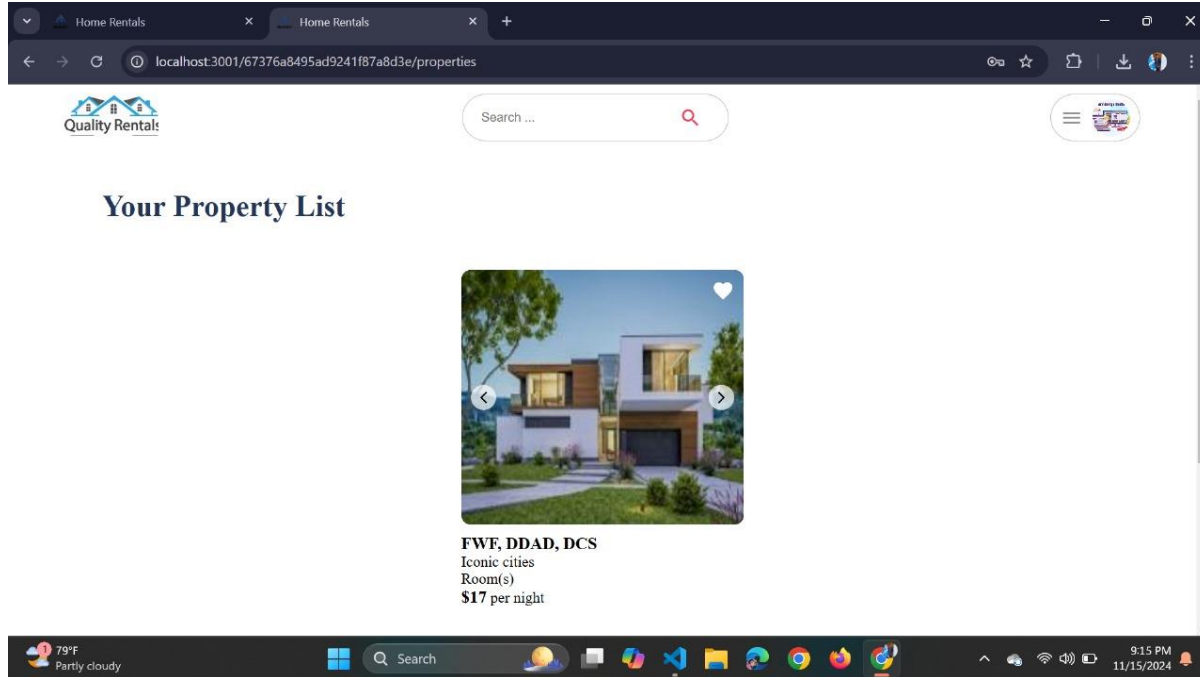 Home Rentals
Home Rentals
localhost:3001/67376a8495ad9241f87a8d3e/properties
Quality Rentals
Search ...
Your Property List
FWF, DDAD, DCS
Iconic cities
Room(s)
$17 per night
1
79°F
Partly cloudy
Search
9:15 PM
11/15/2024